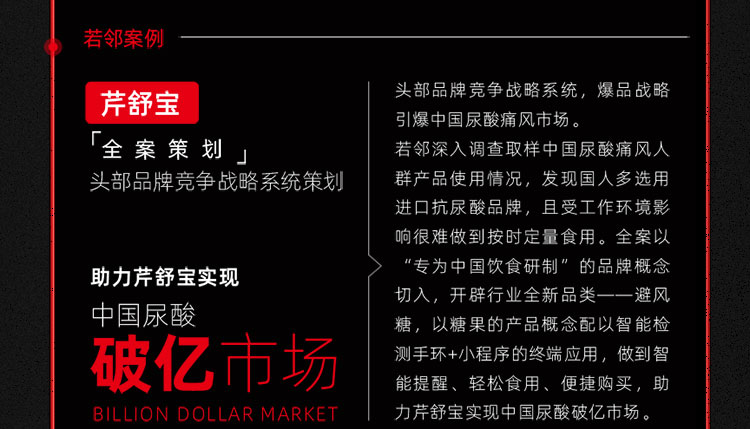 若邻案例
芹舒宝
「全案策划」
头部品牌竞争战略系统策划
助力芹舒宝实现
中国尿酸
破亿市场
BILLION DOLLAR MARKET
头部品牌竞争战略系统，爆品战略
引爆中国尿酸痛风市场。
若邻深入调查取样中国尿酸痛风人
群产品使用情况，发现国人多选用
进口抗尿酸品牌，且受工作环境影
响很难做到按时定量食用。全案以
“专为中国饮食研制”的品牌概念
切入，开辟行业全新品类——避风
糖，以糖果的产品概念配以智能检
测手环+小程序的终端应用，做到智
能提醒、轻松食用、便捷购买，助
力芹舒宝实现中国尿酸破亿市场。